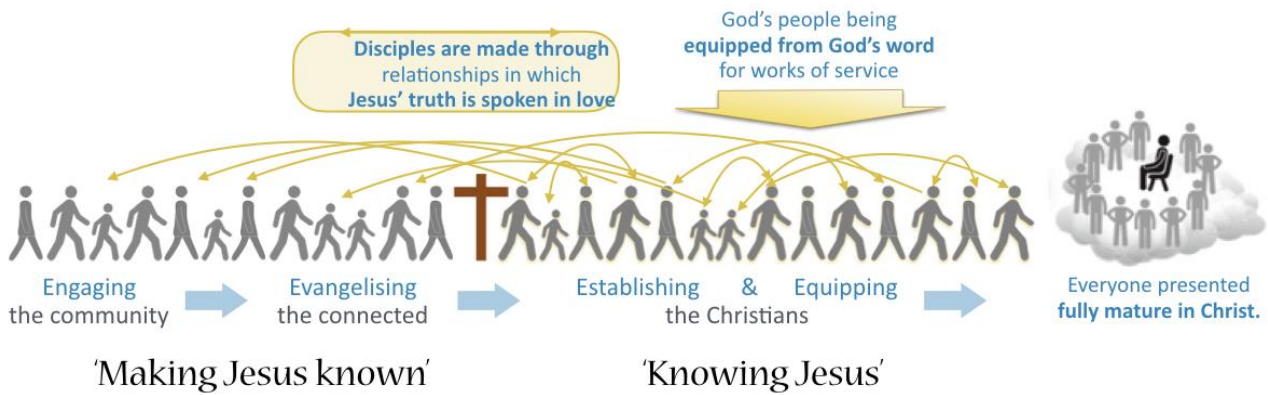 Disciples are made through
relationships in which
Jesus’ truth is spoken in love
God’s people being
equipped from God’s word
for works of service
Engaging
the community
Evangelising
the connected
Establishing & Equipping
the Christians
Everyone presented
fully mature in Christ.
‘Making Jesus known’
‘Knowing Jesus’